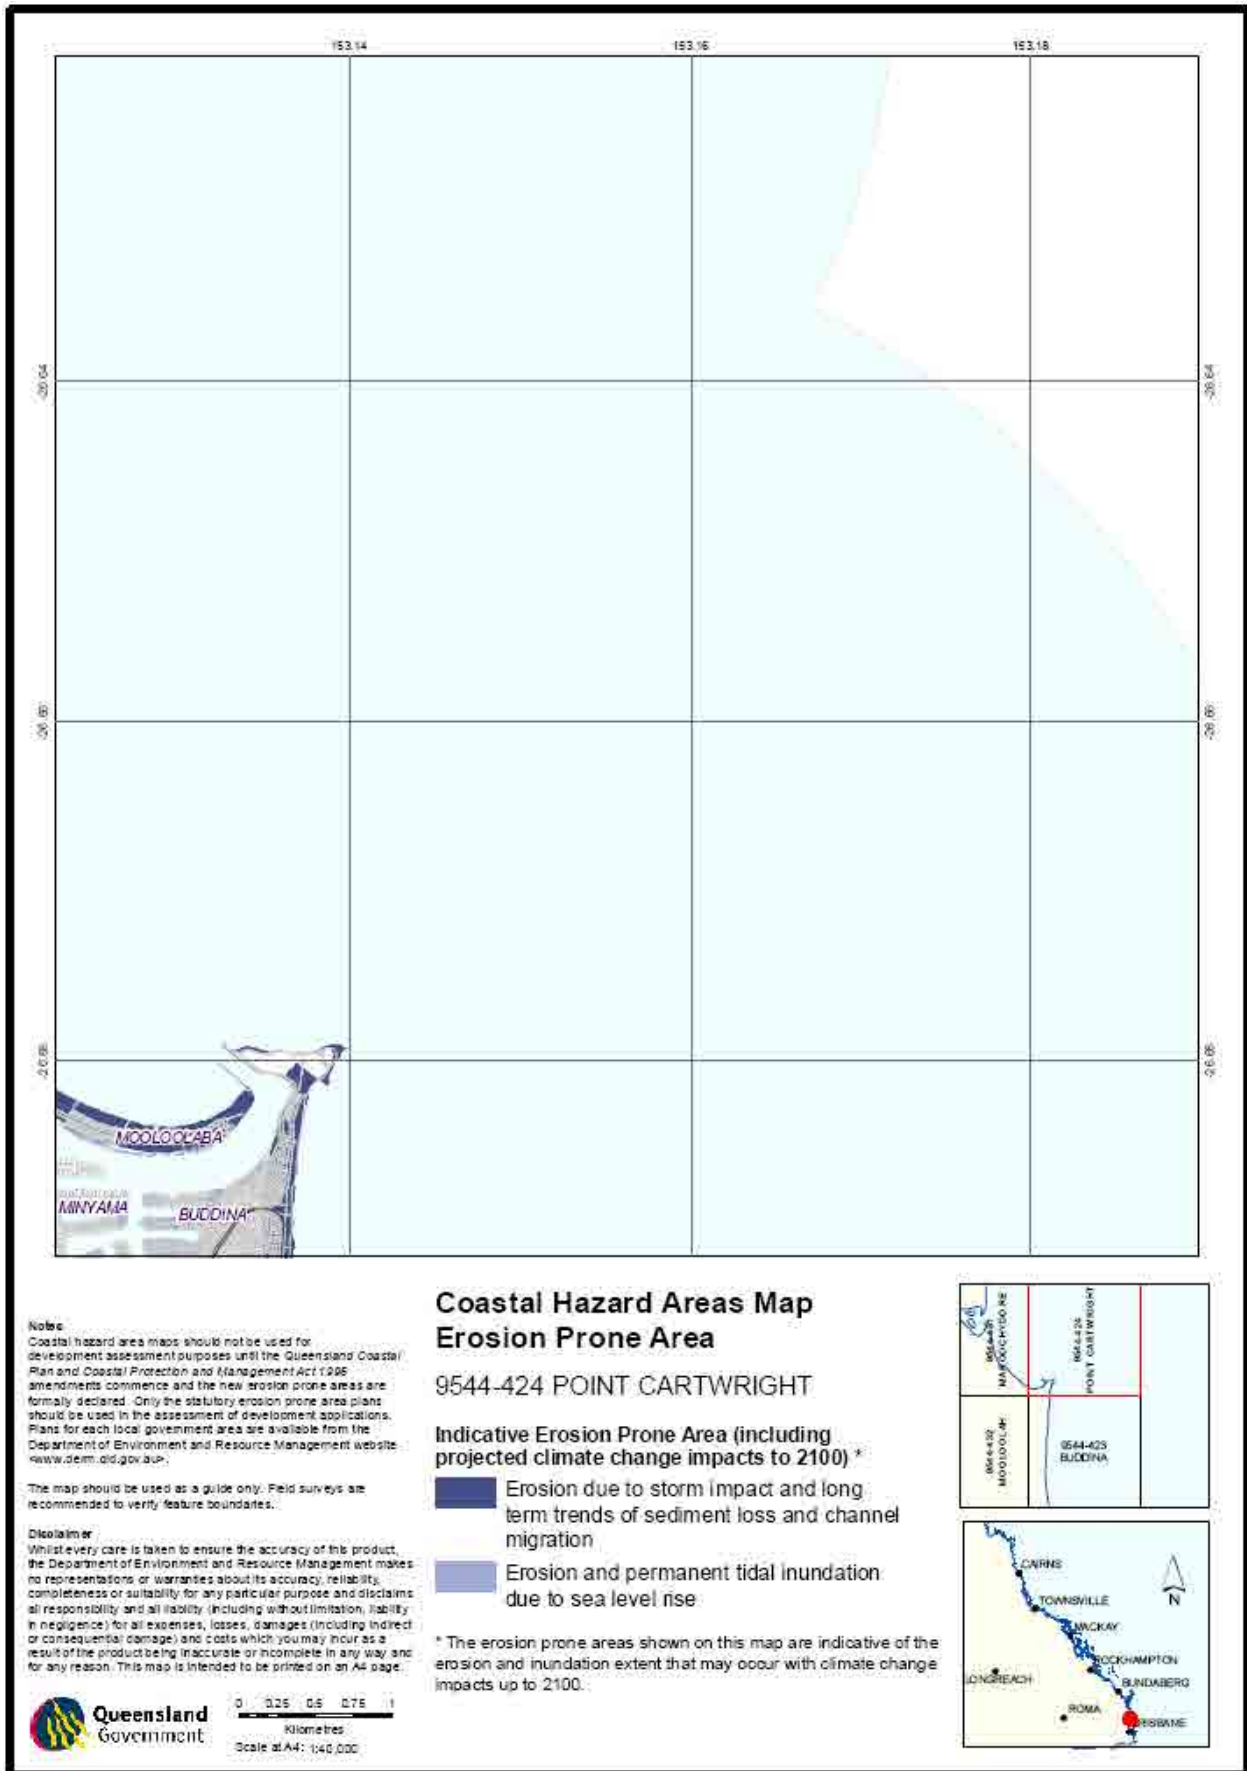 153.14
153.16
153.18
-26.64
-26.64
-26.66
-26.66
-26.68
-26.68
MOOLOOLABA
MINYAMA
BUDDINA
Notes
Coastal hazard area maps should not be used for
development assessment purposes until the Queensland Coastal
Plan and Coastal Protection and Management Act 1995
amendments commence and the new erosion prone areas are
formally declared. Only the statutory erosion prone area plans
should be used in the assessment of development applications.
Plans for each local government area are available from the
Department of Environment and Resource Management website
<www.derm.qld.gov.au>.
The map should be used as a guide only. Field surveys are
recommended to verify feature boundaries.
Disclaimer
Whilst every care is taken to ensure the accuracy of this product,
the Department of Environment and Resource Management makes
no representations or warranties about its accuracy, reliability,
completeness or suitability for any particular purpose and disclaims
all responsibility and all liability (including without limitation, liability
in negligence) for all expenses, losses, damages (including indirect
or consequential damage) and costs which you may incur as a
result of the product being inaccurate or incomplete in any way and
for any reason. This map is intended to be printed on an A4 page.
Queensland
Government
0 0.25 0.5 0.75 1
Kilometres
Scale at A4: 1:40,000
Coastal Hazard Areas Map
Erosion Prone Area
9544-424 POINT CARTWRIGHT
Indicative Erosion Prone Area (including
projected climate change impacts to 2100) *
Erosion due to storm impact and long
term trends of sediment loss and channel
migration
Erosion and permanent tidal inundation
due to sea level rise
* The erosion prone areas shown on this map are indicative of the
erosion and inundation extent that may occur with climate change
impacts up to 2100.
9544-431
MAROOCHYDORE
9544-424
POINT CARTWRIGHT
9544-432
MOOLOOLAH
9544-423
BUDDINA
CAIRNS
TOWNSVILLE
MACKAY
ROCKHAMPTON
LONGREACH
BUNDABERG
ROMA
BRISBANE
N